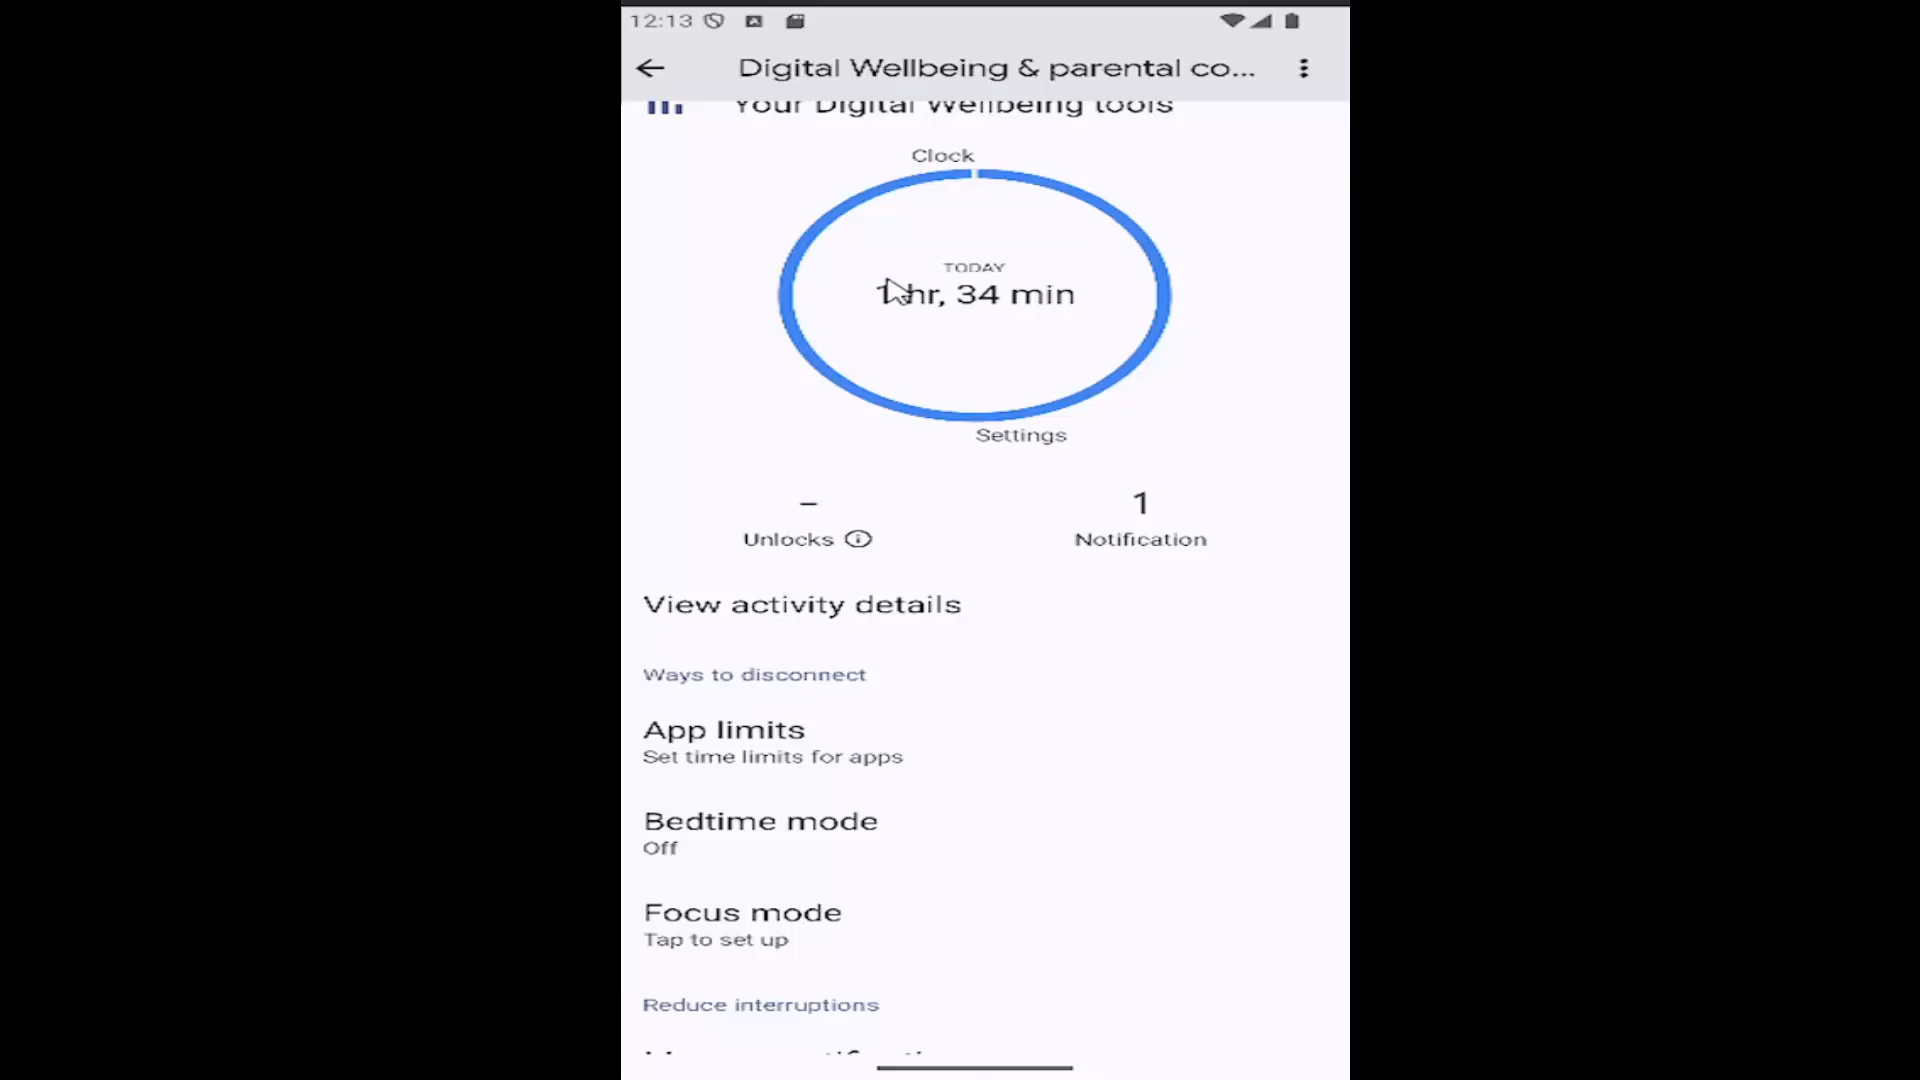 12:13
Digital Wellbeing & parental co...
Your Digital Wellbeing tools
Clock
TODAY
1 hr, 34 min
Settings
–
1
Unlocks
Notification
View activity details
Ways to disconnect
App limits
Set time limits for apps
Bedtime mode
Off
Focus mode
Tap to set up
Reduce interruptions